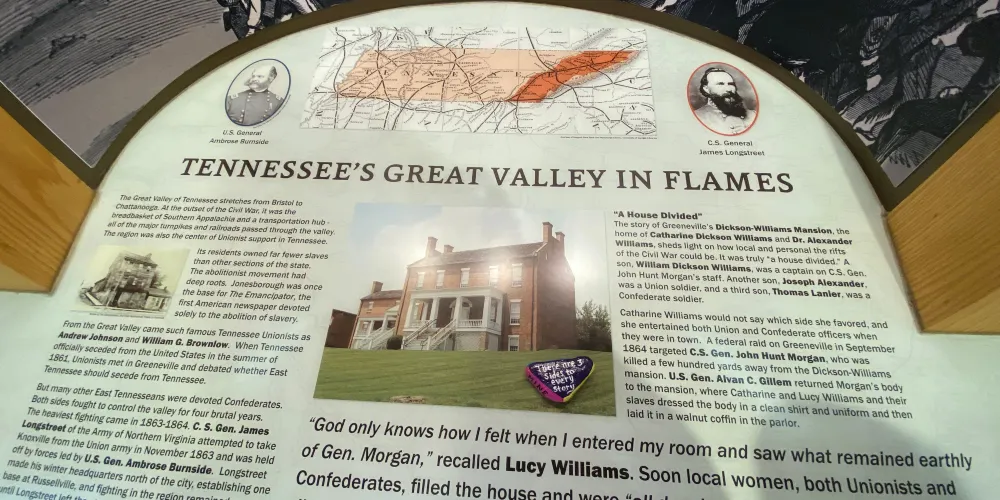 TENNESSEE
U.S. General
Ambrose Burnside
C.S. General
James Longstreet
TENNESSEE'S GREAT VALLEY IN FLAMES
The Great Valley of Tennessee stretches from Bristol to
Chattanooga. At the outset of the Civil War, it was the
breadbasket of Southern Appalachia and a transportation hub -
all of the major turnpikes and railroads passed through the valley.
The region was also the center of Unionist support in Tennessee.
Its residents owned far fewer slaves
than other sections of the state.
The abolitionist movement had
deep roots. Jonesborough was once
the base for The Emancipator, the
first American newspaper devoted
solely to the abolition of slavery.
From the Great Valley came such famous Tennessee Unionists as
Andrew Johnson and William G. Brownlow. When Tennessee
officially seceded from the United States in the summer of
1861, Unionists met in Greeneville and debated whether East
Tennessee should secede from Tennessee.
But many other East Tennesseans were devoted Confederates.
Both sides fought to control the valley for four brutal years.
The heaviest fighting came in 1863-1864. C. S. Gen. James
Longstreet of the Army of Northern Virginia attempted to take
Knoxville from the Union army in November 1863 and was held
off by forces led by U.S. Gen. Ambrose Burnside. Longstreet
made his winter headquarters north of the city, establishing one
base at Russellville, and fighting in the region remained
until Longstreet left the
There are 3
sides to
every
story
"A House Divided"
The story of Greeneville's Dickson-Williams Mansion, the
home of Catharine Dickson Williams and Dr. Alexander
Williams, sheds light on how local and personal the rifts
of the Civil War could be. It was truly "a house divided." A
son, William Dickson Williams, was a captain on C.S. Gen.
John Hunt Morgan's staff. Another son, Joseph Alexander,
was a Union soldier, and a third son, Thomas Lanier, was a
Confederate soldier.
Catharine Williams would not say which side she favored, and
she entertained both Union and Confederate officers when
they were in town. A federal raid on Greeneville in September
1864 targeted C.S. Gen. John Hunt Morgan, who was
killed a few hundred yards away from the Dickson-Williams
mansion. U.S. Gen. Alvan C. Gillem returned Morgan's body
to the mansion, where Catharine and Lucy Williams and their
slaves dressed the body in a clean shirt and uniform and then
laid it in a walnut coffin in the parlor.
"God only knows how I felt when I entered my room and saw what remained earthly
of Gen. Morgan," recalled Lucy Williams. Soon local women, both Unionists and
Confederates, filled the house and were "all